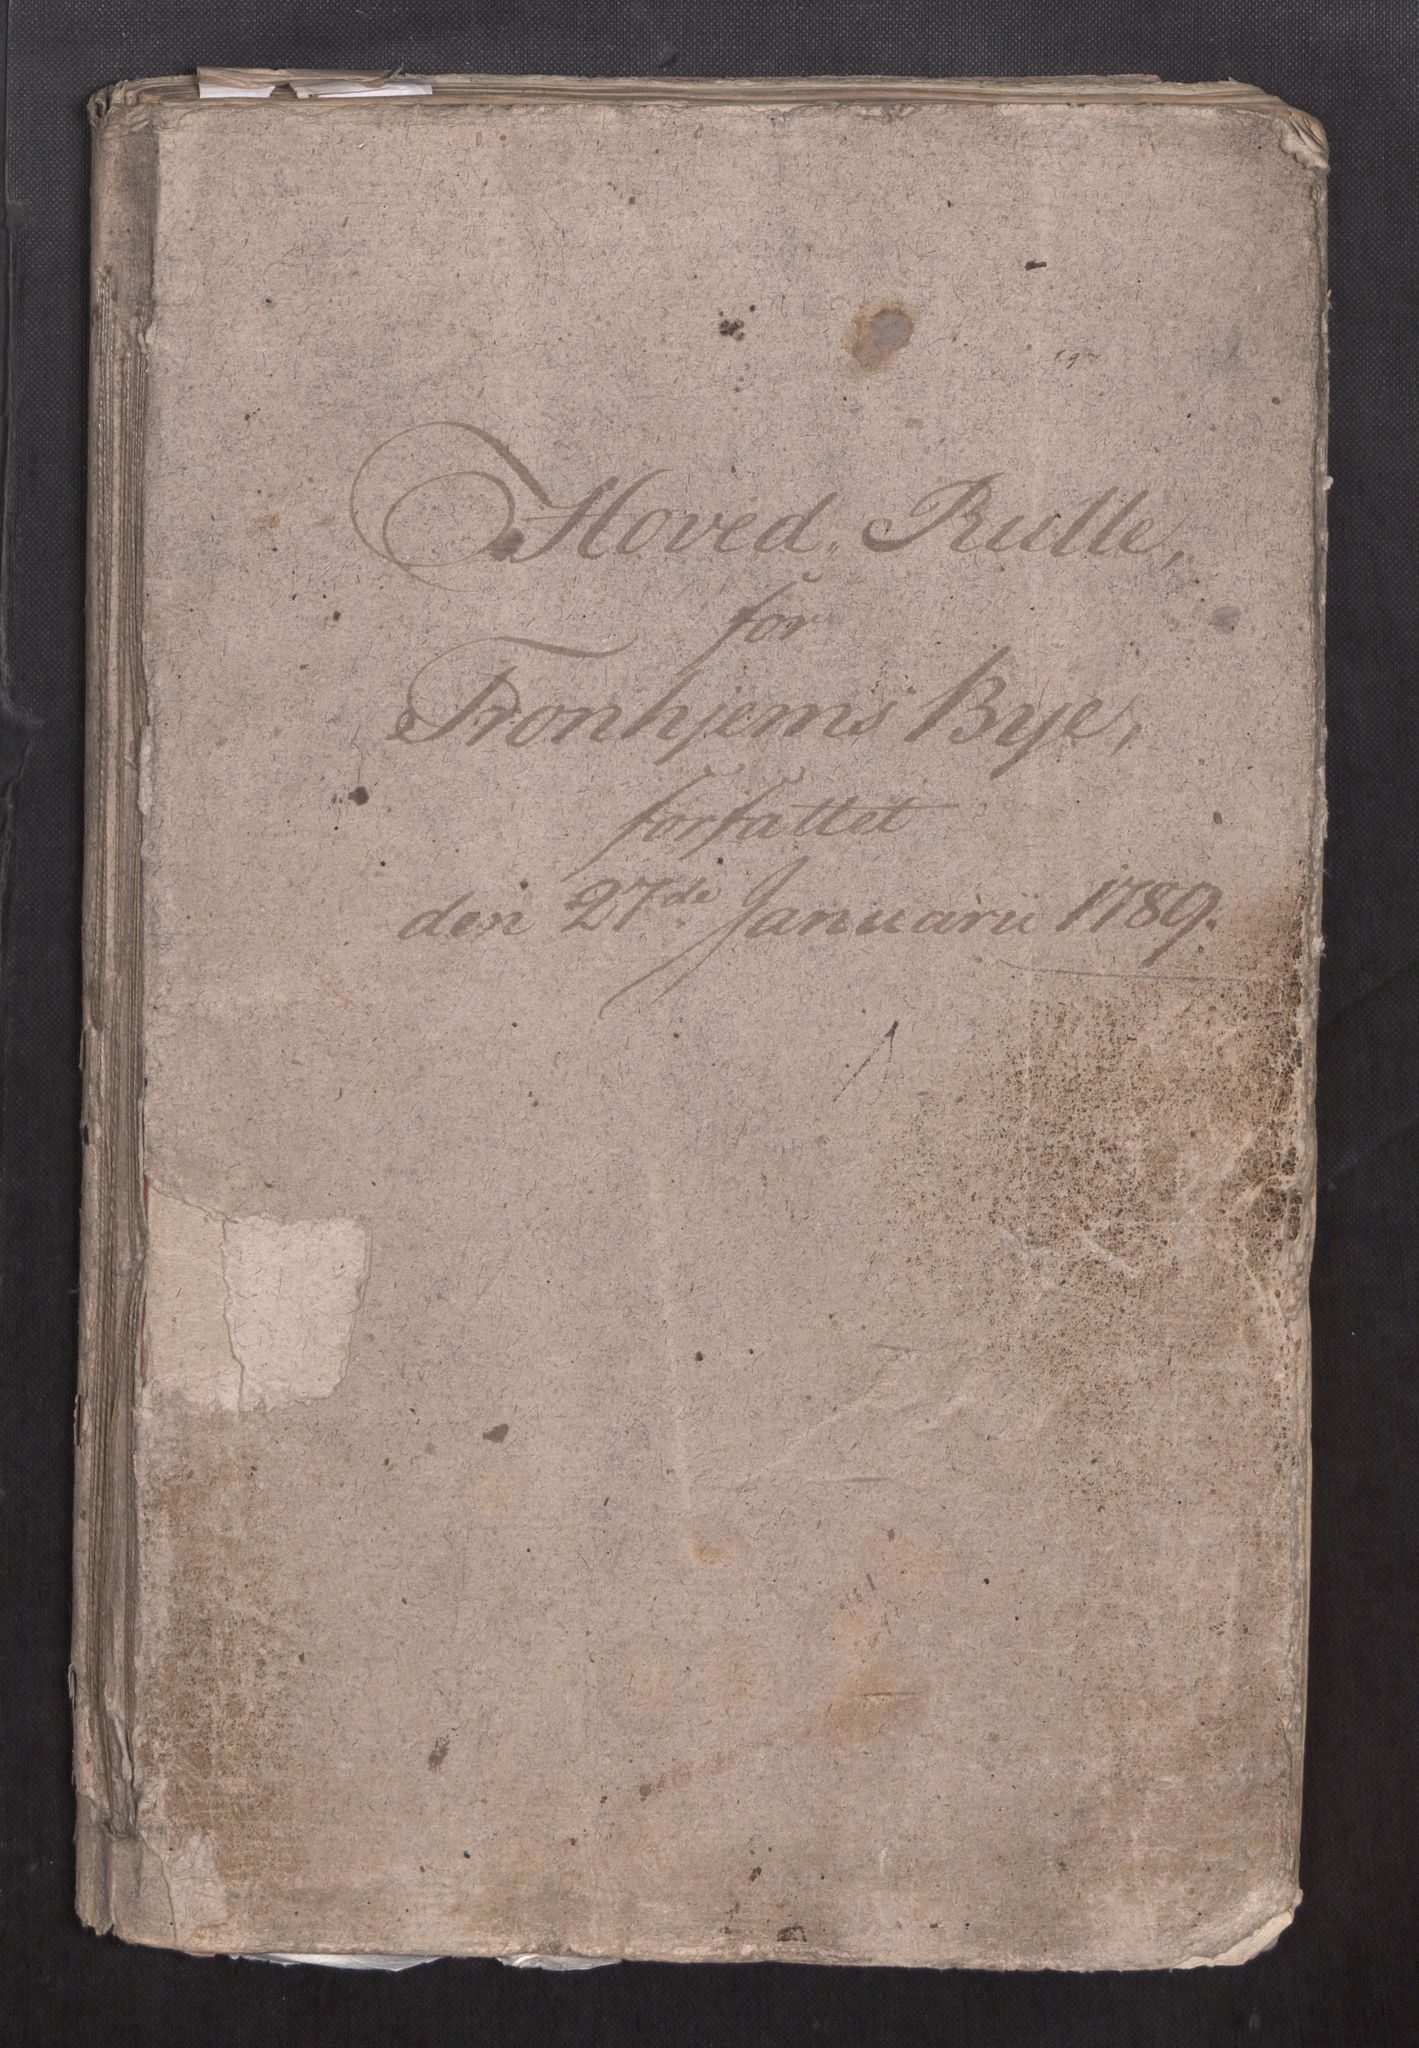 Hoved„ Rulle,
for
Tronhjems Bye,
forfattet
den 27de Januarii 1789.